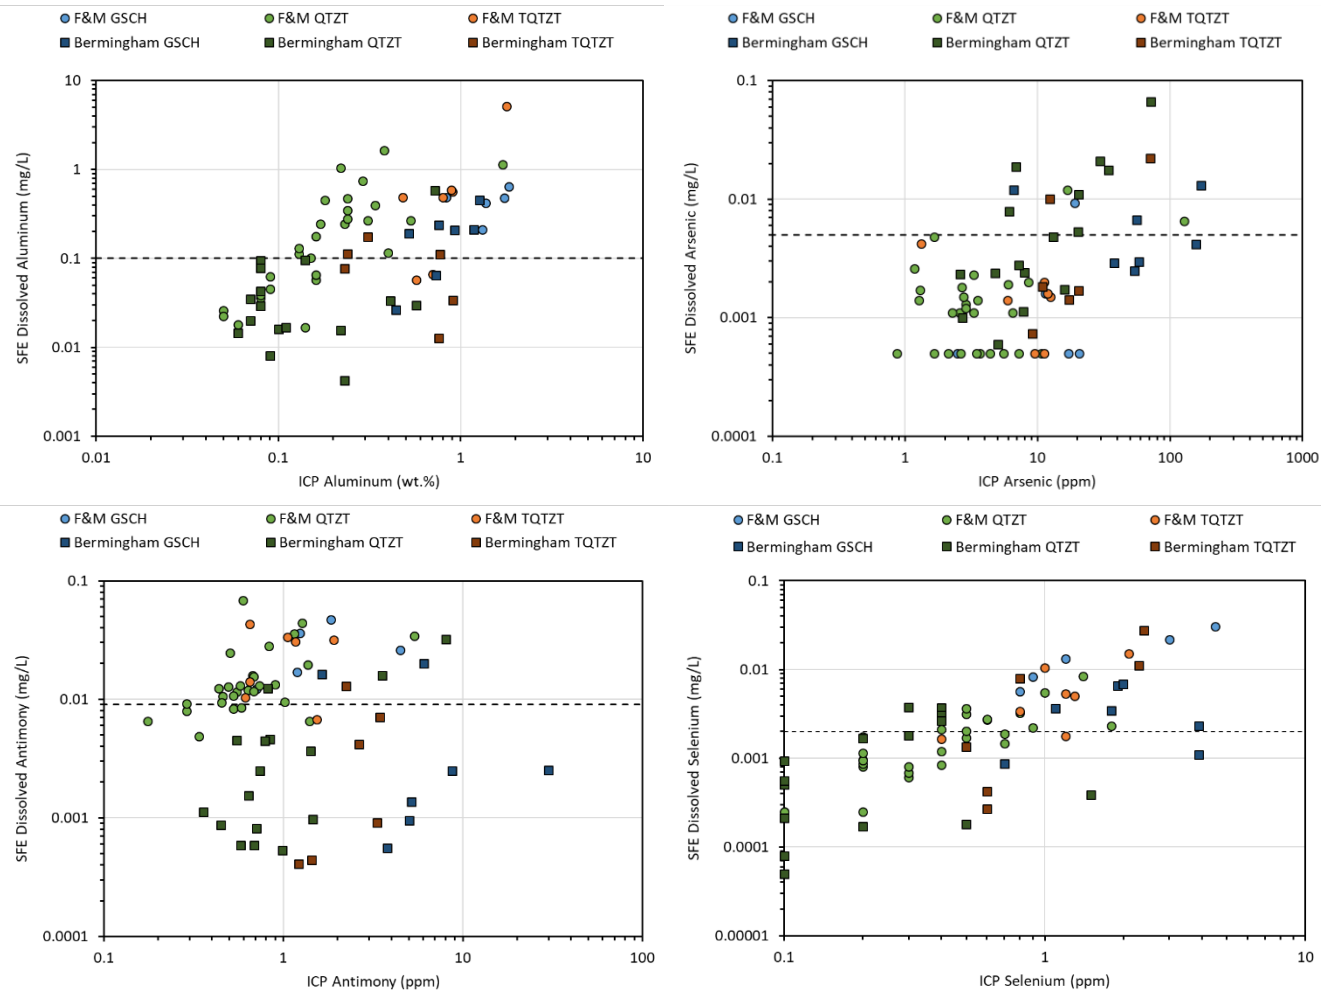 F&M GSCH F&M QTZT F&M TQTZT
Bermingham GSCH Bermingham QTZT Bermingham TQTZT
10
1
0.1
0.01
0.001
0.01 0.1 1 10
SFE Dissolved Aluminum (mg/L)
ICP Aluminum (wt.%)
F&M GSCH F&M QTZT F&M TQTZT
Bermingham GSCH Bermingham QTZT Bermingham TQTZT
0.1
0.01
0.001
0.0001
0.1 1 10 100 1000
SFE Dissolved Arsenic (mg/L)
ICP Arsenic (ppm)
F&M GSCH F&M QTZT F&M TQTZT
Bermingham GSCH Bermingham QTZT Bermingham TQTZT
0.1
0.01
0.001
0.0001
0.1 1 10 100
SFE Dissolved Antimony (mg/L)
ICP Antimony (ppm)
F&M GSCH F&M QTZT F&M TQTZT
Bermingham GSCH Bermingham QTZT Bermingham TQTZT
0.1
0.01
0.001
0.0001
0.00001
0.1 1 10
SFE Dissolved Selenium (mg/L)
ICP Selenium (ppm)